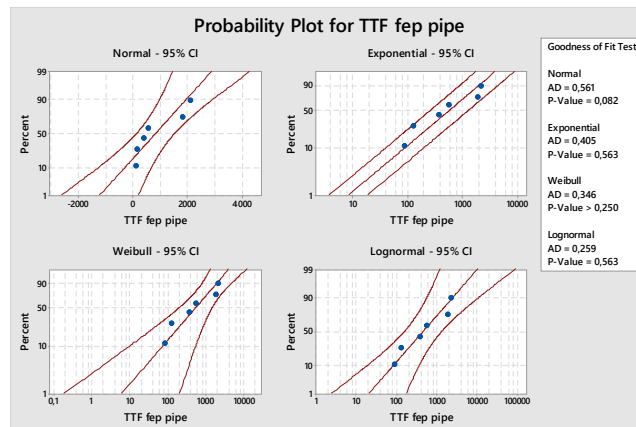 Probability Plot for TTF fep pipe
Normal - 95% CI
99
90
50
10
1
Percent
-2000
0
2000
4000
TTF fep pipe
Exponential - 95% CI
99
90
50
10
1
Percent
10
100
1000
10000
TTF fep pipe
Weibull - 95% CI
90
50
10
1
Percent
0,1
1
10
100
1000
10000
TTF fep pipe
Lognormal - 95% CI
99
90
50
10
1
Percent
1
10
100
1000
10000
100000
TTF fep pipe
Goodness of Fit Test
Normal
AD = 0,561
P-Value = 0,082
Exponential
AD = 0,405
P-Value = 0,563
Weibull
AD = 0,346
P-Value > 0,250
Lognormal
AD = 0,259
P-Value = 0,563